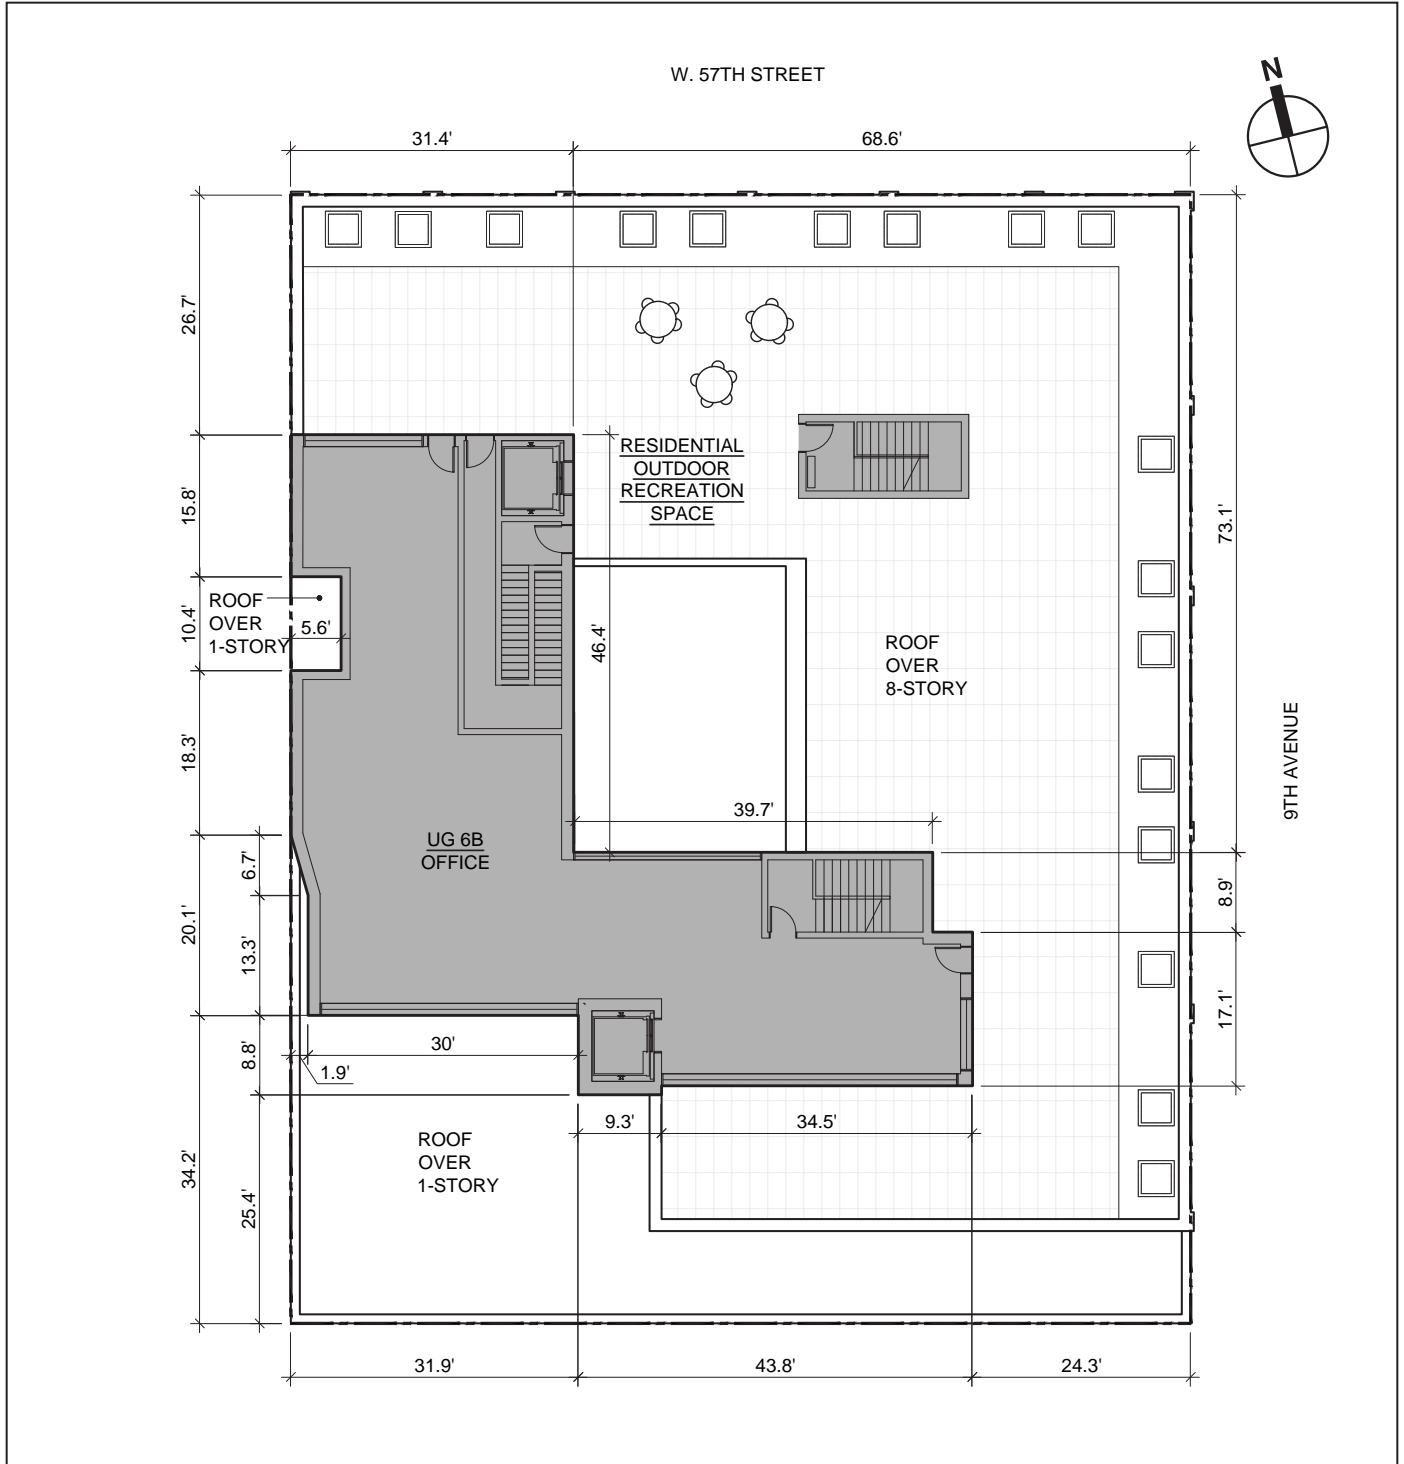 W. 57TH STREET
N
31.4'
68.6'
26.7'
15.8'
10.4'
18.3'
20.1'
34.2'
6.7'
13.3'
8.8'
25.4'
RESIDENTIAL
OUTDOOR
RECREATION
SPACE
ROOF
OVER
1-STORY
5.6'
46.4'
ROOF
OVER
8-STORY
73.1'
9TH AVENUE
39.7'
UG 6B
OFFICE
8.9'
17.1'
30'
1.9'
9.3'
34.5'
ROOF
OVER
1-STORY
31.9'
43.8'
24.3'